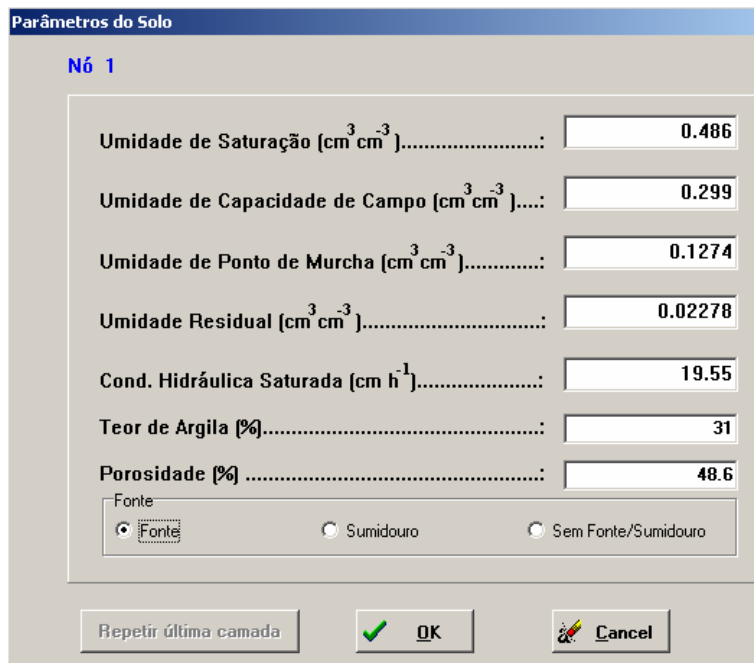 Parâmetros do Solo
Nó 1
Umidade de Saturação (cm³cm⁻³).......................: 0.486
Umidade de Capacidade de Campo (cm³cm⁻³)....: 0.299
Umidade de Ponto de Murcha (cm³cm⁻³).............: 0.1274
Umidade Residual (cm³cm⁻³).............................: 0.02278
Cond. Hidráulica Saturada (cm h⁻¹)....................: 19.55
Teor de Argila (%).............................................: 31
Porosidade (%) ................................................: 48.6
Fonte
Fonte Sumidouro Sem Fonte/Sumidouro
Repetir última camada OK Cancel